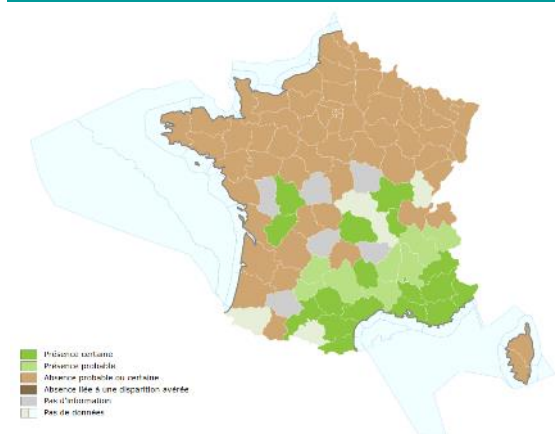 Présence certaine
Présence probable
Absence probable ou certaine
Absence liée à une disparition avérée
Pas d'information
Pas de données